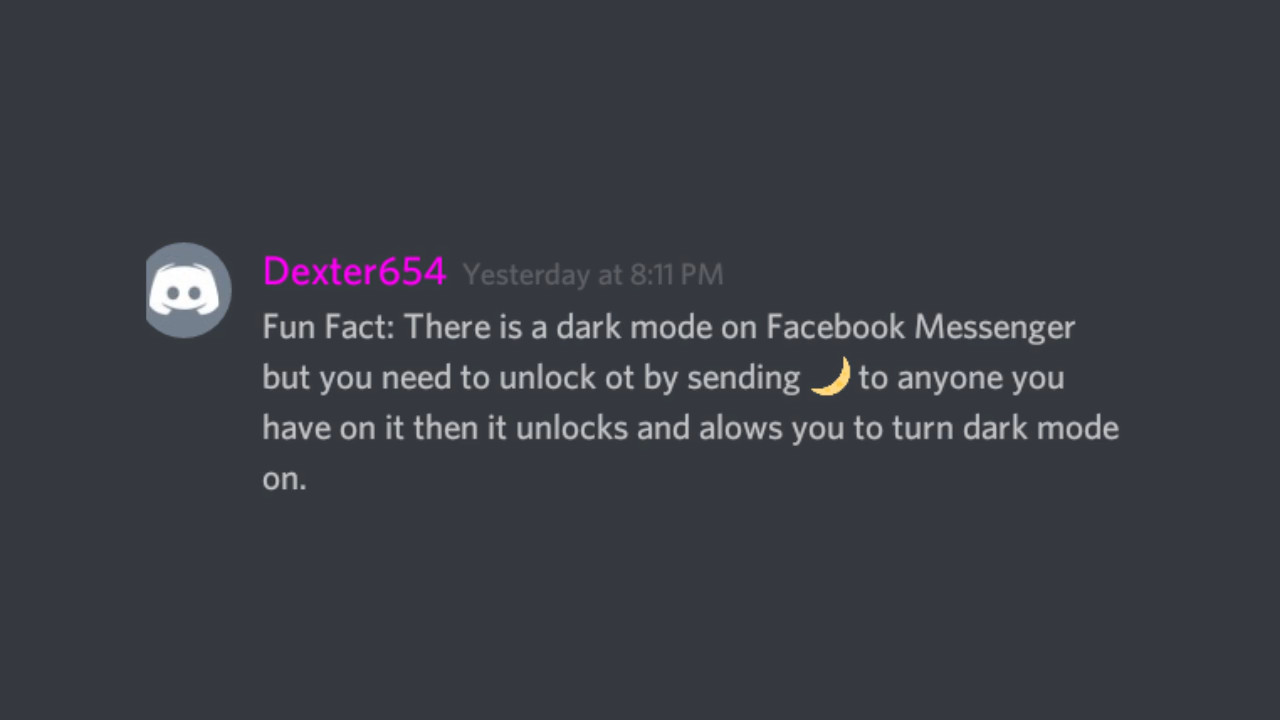 Dexter654 Yesterday at 8:11 PM
Fun Fact: There is a dark mode on Facebook Messenger
but you need to unlock ot by sending 🌙 to anyone you
have on it then it unlocks and alows you to turn dark mode
on.